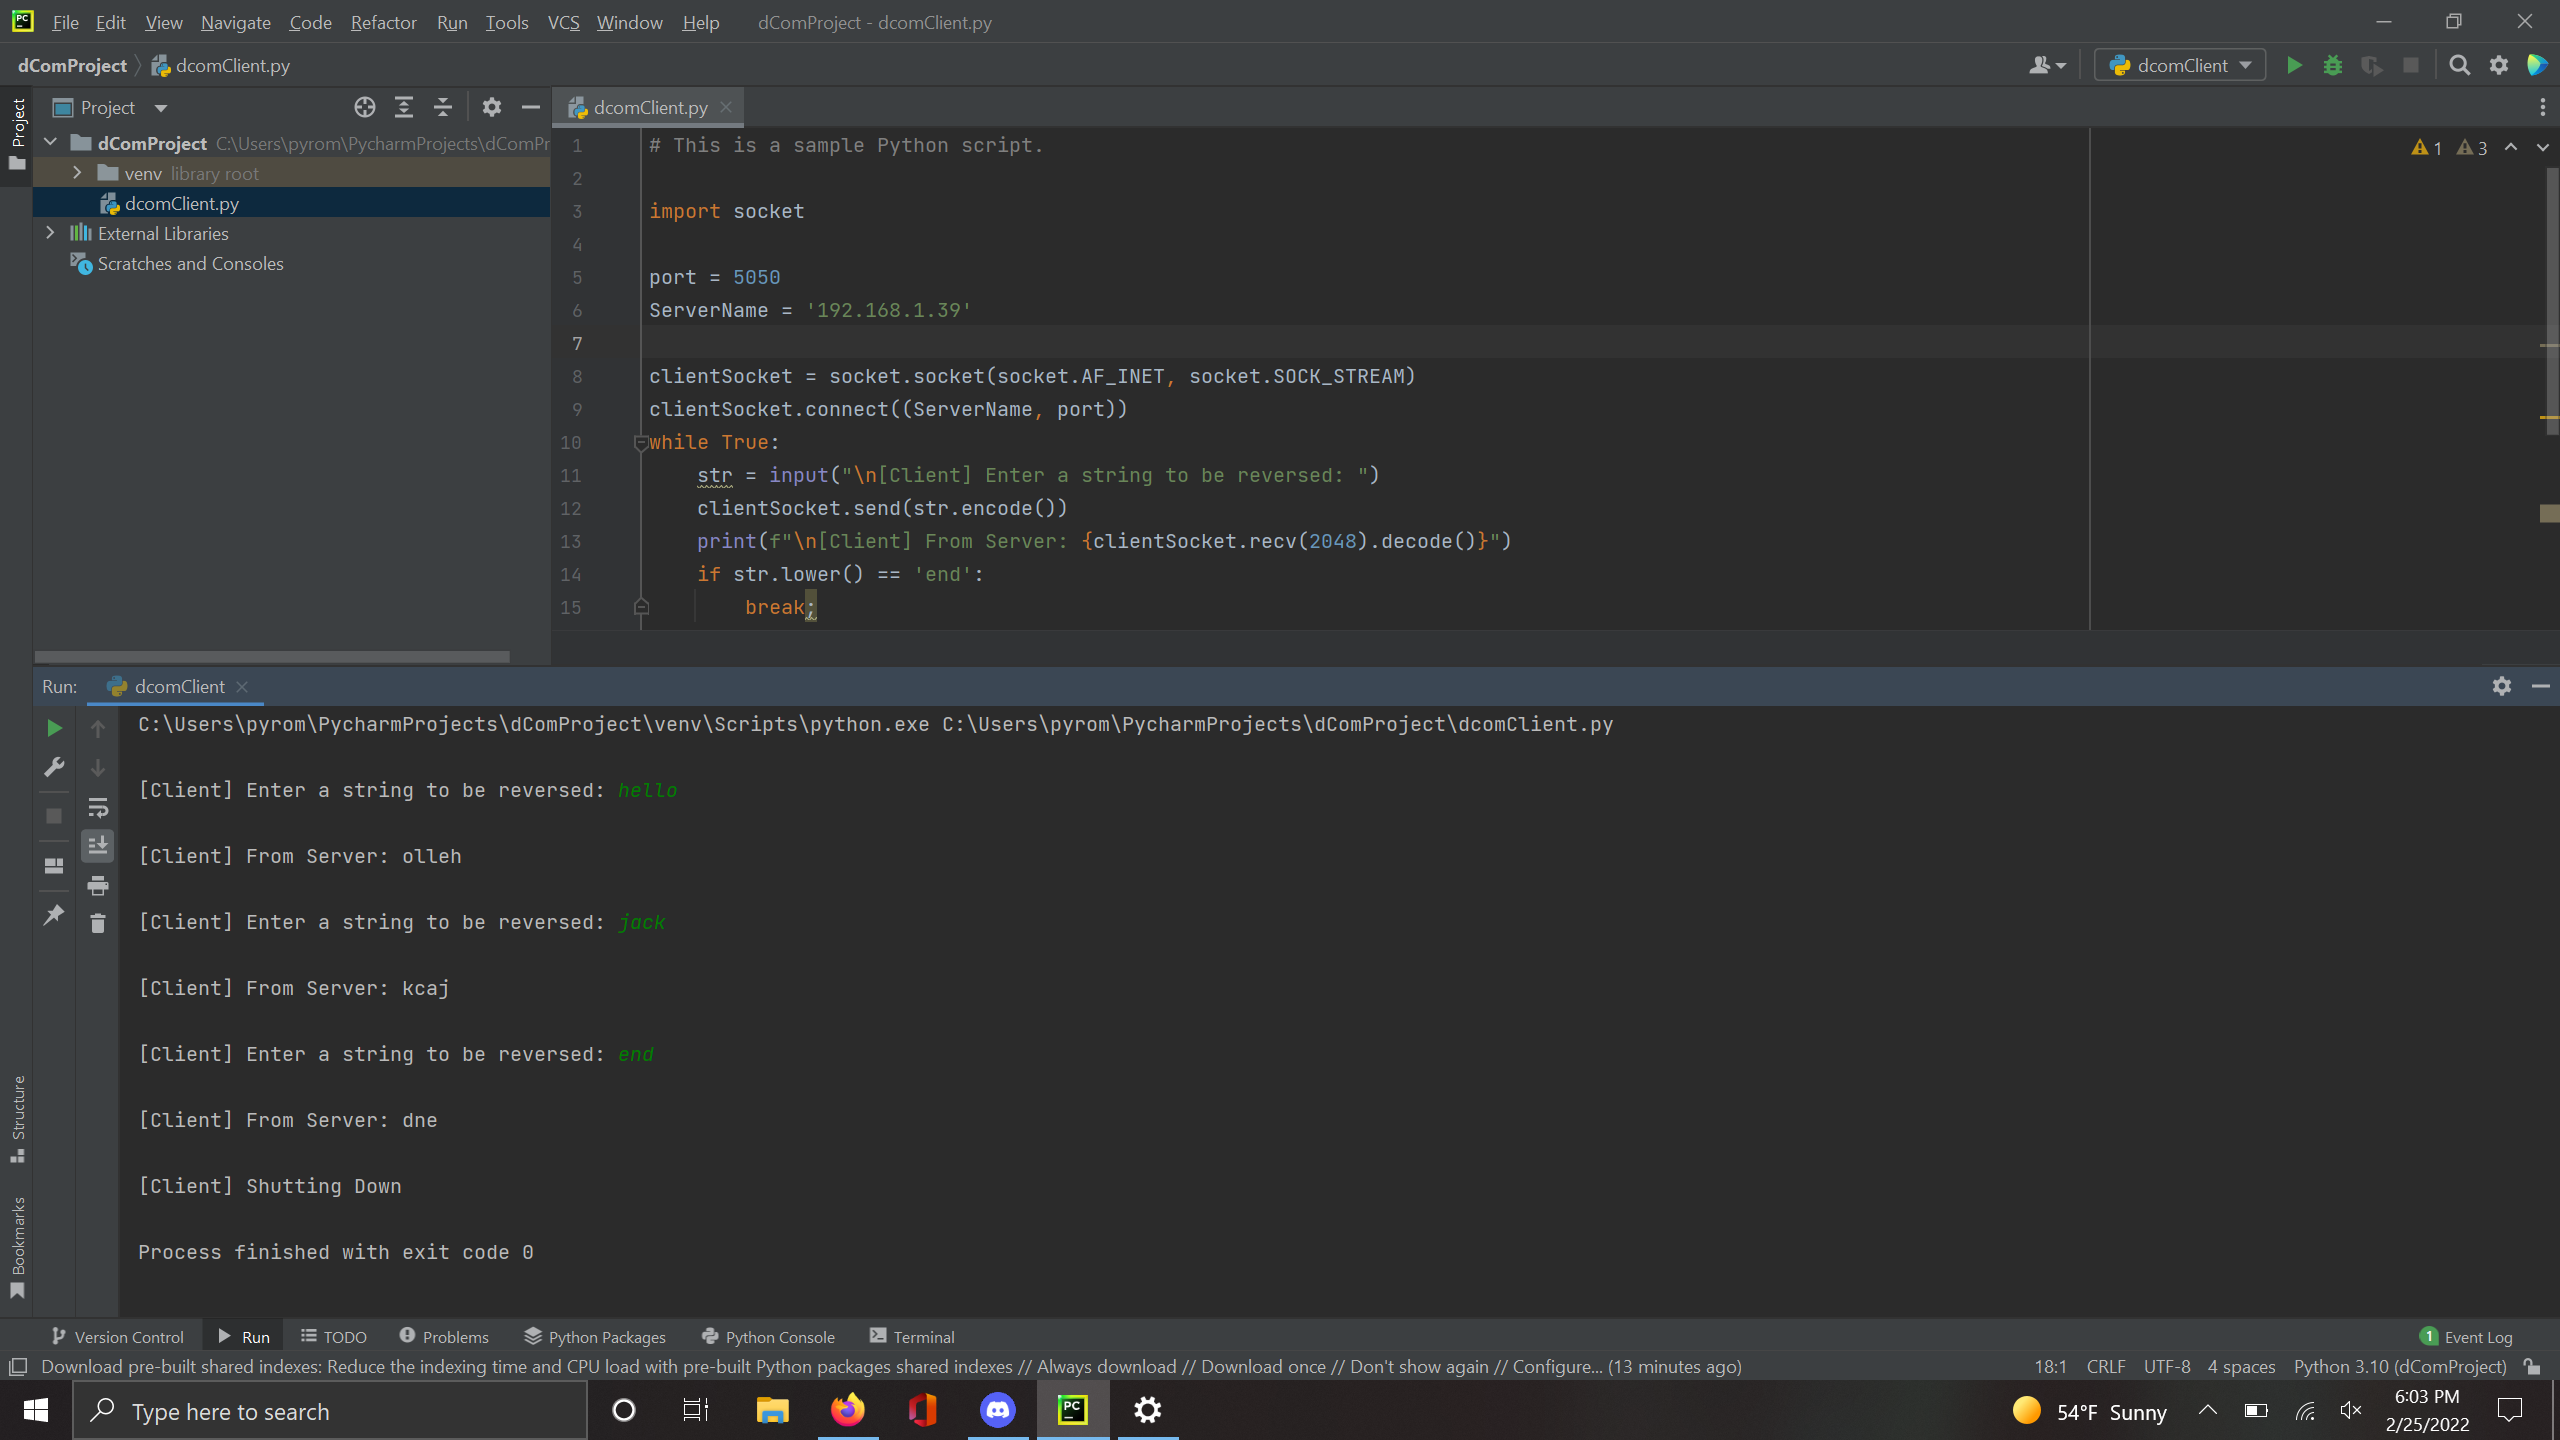 File Edit View Navigate Code Refactor Run Tools VCS Window Help dComProject - dcomClient.py
dComProject dcomClient.py dcomClient
Project dcomClient.py
Project
dComProject C:\Users\pyrom\PycharmProjects\dComPr
venv library root
dcomClient.py
External Libraries
Scratches and Consoles
1 3
1 # This is a sample Python script.
2
3 import socket
4
5 port = 5050
6 ServerName = '192.168.1.39'
7
8 clientSocket = socket.socket(socket.AF_INET, socket.SOCK_STREAM)
9 clientSocket.connect((ServerName, port))
10 while True:
11 str = input("\n[Client] Enter a string to be reversed: ")
12 clientSocket.send(str.encode())
13 print(f"\n[Client] From Server: {clientSocket.recv(2048).decode()}")
14 if str.lower() == 'end':
15 break;
Run: dcomClient
C:\Users\pyrom\PycharmProjects\dComProject\venv\Scripts\python.exe C:\Users\pyrom\PycharmProjects\dComProject\dcomClient.py
[Client] Enter a string to be reversed: hello
[Client] From Server: olleh
[Client] Enter a string to be reversed: jack
[Client] From Server: kcaj
[Client] Enter a string to be reversed: end
[Client] From Server: dne
[Client] Shutting Down
Process finished with exit code 0
Structure
Bookmarks
Version Control Run TODO Problems Python Packages Python Console Terminal 1 Event Log
Download pre-built shared indexes: Reduce the indexing time and CPU load with pre-built Python packages shared indexes // Always download // Download once // Don't show again // Configure... (13 minutes ago) 18:1 CRLF UTF-8 4 spaces Python 3.10 (dComProject)
Type here to search PC 54°F Sunny 6:03 PM
2/25/2022